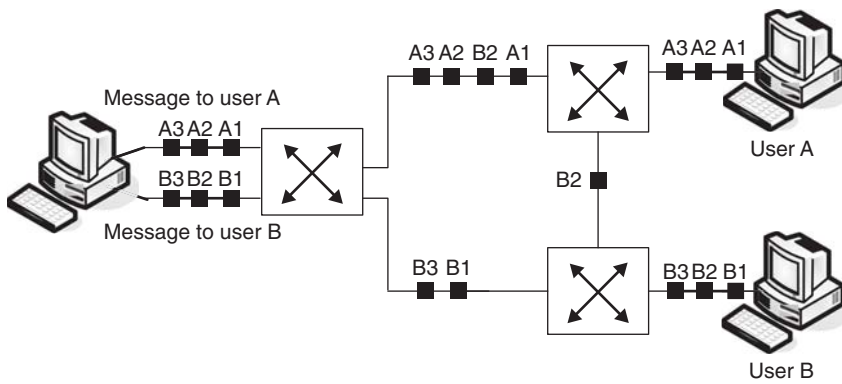 A3 A2 B2 A1
A3 A2 A1
Message to user A
A3 A2 A1
User A
B3 B2 B1
B2
Message to user B
B3 B1
B3 B2 B1
User B